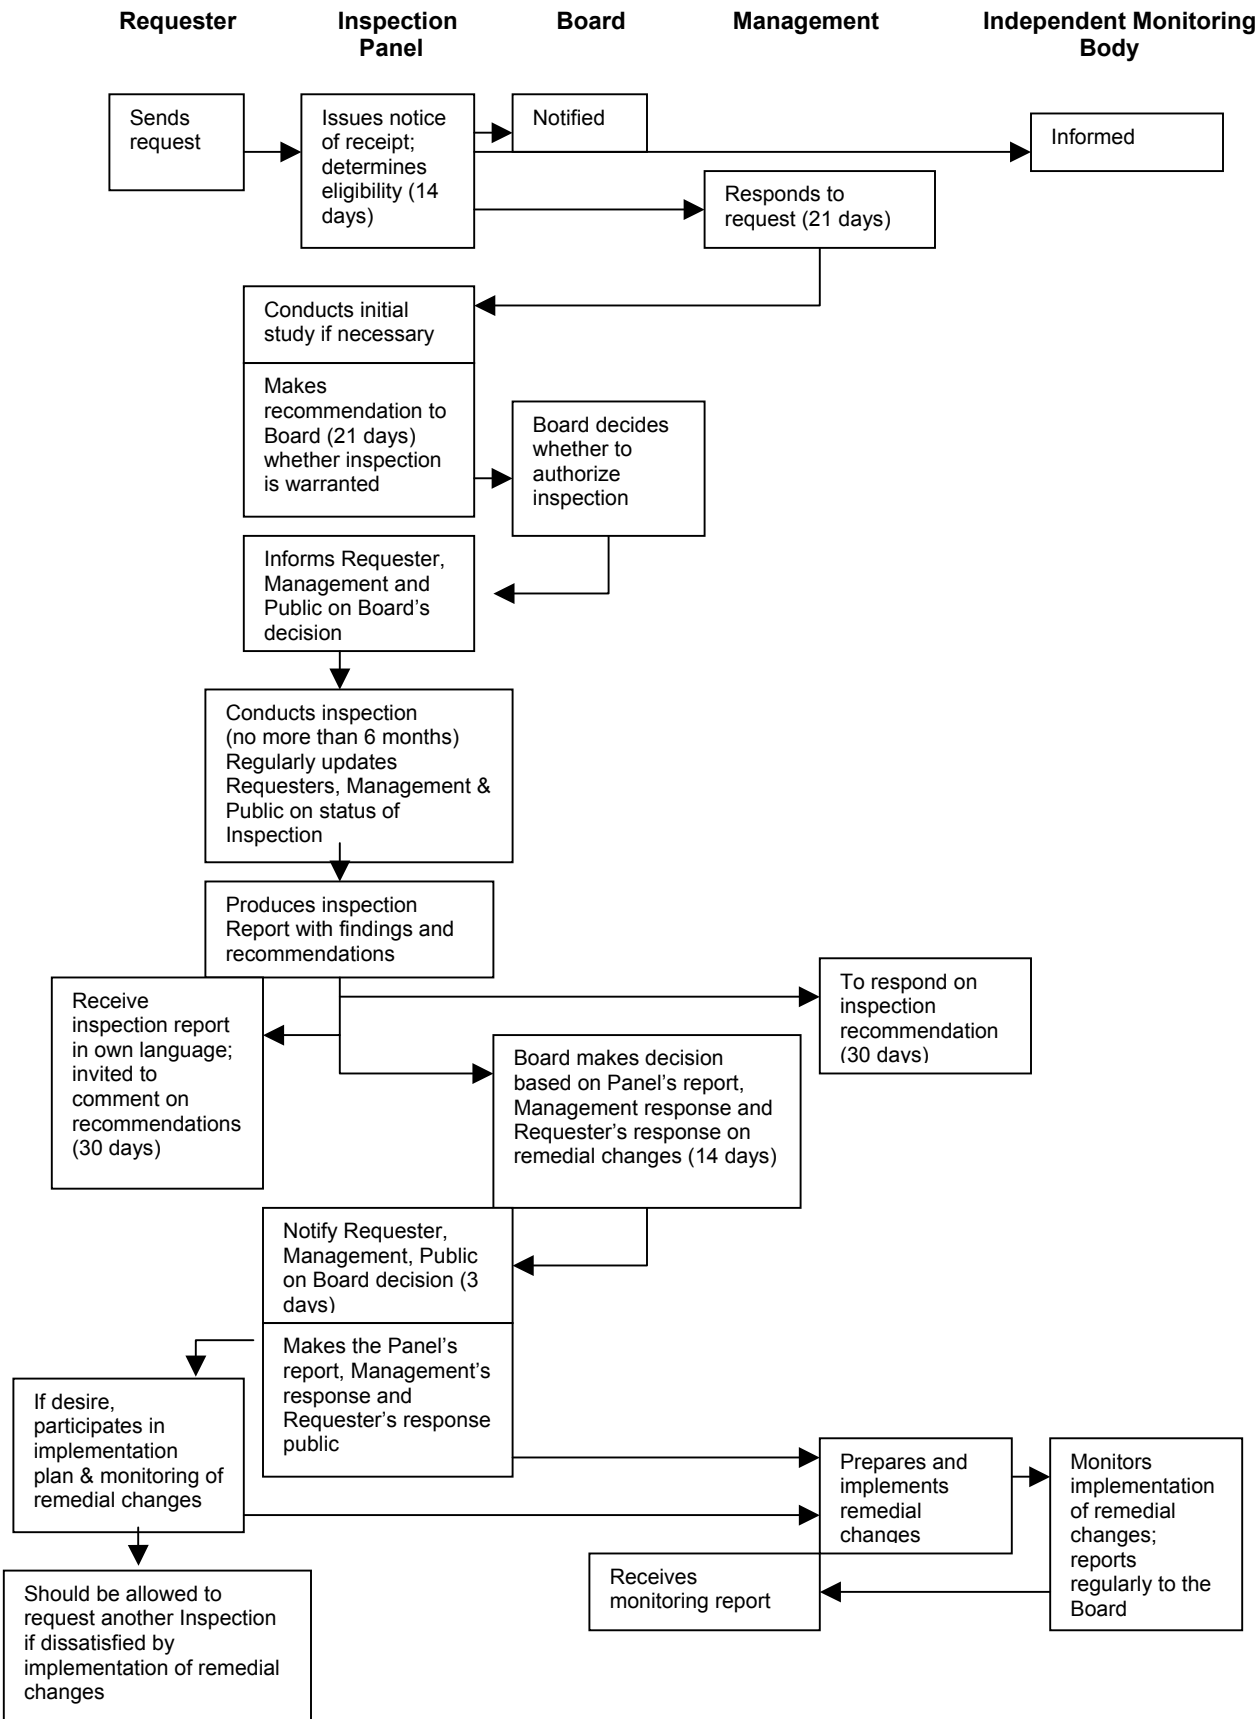 Requester
Inspection
Panel
Board
Management
Independent Monitoring
Body
Sends
request
Issues notice
of receipt;
determines
eligibility (14
days)
Notified
Informed
Responds to
request (21 days)
Conducts initial
study if necessary
Makes
recommendation to
Board (21 days)
whether inspection
is warranted
Board decides
whether to
authorize
inspection
Informs Requester,
Management and
Public on Board’s
decision
Conducts inspection
(no more than 6 months)
Regularly updates
Requesters, Management &
Public on status of
Inspection
Produces inspection
Report with findings and
recommendations
Receive
inspection report
in own language;
invited to
comment on
recommendations
(30 days)
To respond on
inspection
recommendation
(30 days)
Board makes decision
based on Panel’s report,
Management response and
Requester’s response on
remedial changes (14 days)
Notify Requester,
Management, Public
on Board decision (3
days)
Makes the Panel’s
report, Management’s
response and
Requester’s response
public
If desire,
participates in
implementation
plan & monitoring of
remedial changes
Prepares and
implements
remedial
changes
Monitors
implementation
of remedial
changes;
reports
regularly to the
Board
Receives
monitoring report
Should be allowed to
request another Inspection
if dissatisfied by
implementation of remedial
changes